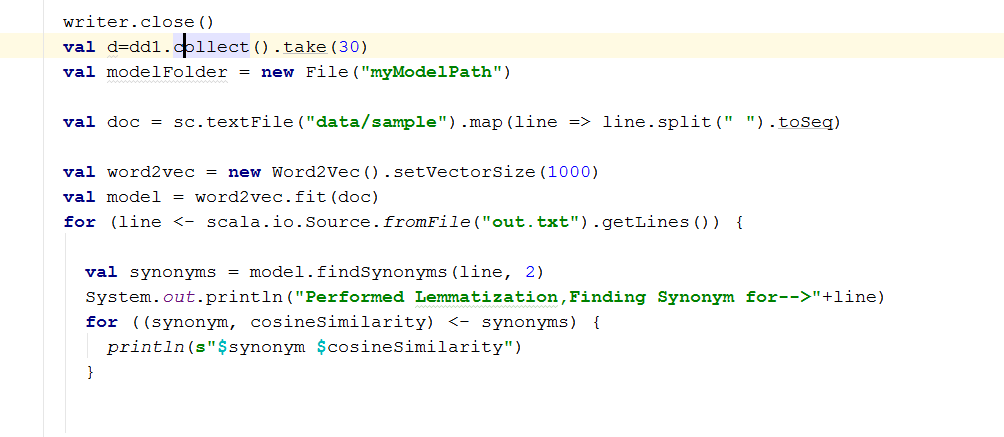 writer.close()
val d=dd1.collect().take(30)
val modelFolder = new File("myModelPath")
val doc = sc.textFile("data/sample").map(line => line.split(" ").toSeq)
val word2vec = new Word2Vec().setVectorSize(1000)
val model = word2vec.fit(doc)
for (line <- scala.io.Source.fromFile("out.txt").getLines()) {
val synonyms = model.findSynonyms(line, 2)
System.out.println("Performed Lemmatization,Finding Synonym for-->"+line)
for ((synonym, cosineSimilarity) <- synonyms) {
println(s"$synonym $cosineSimilarity")
}